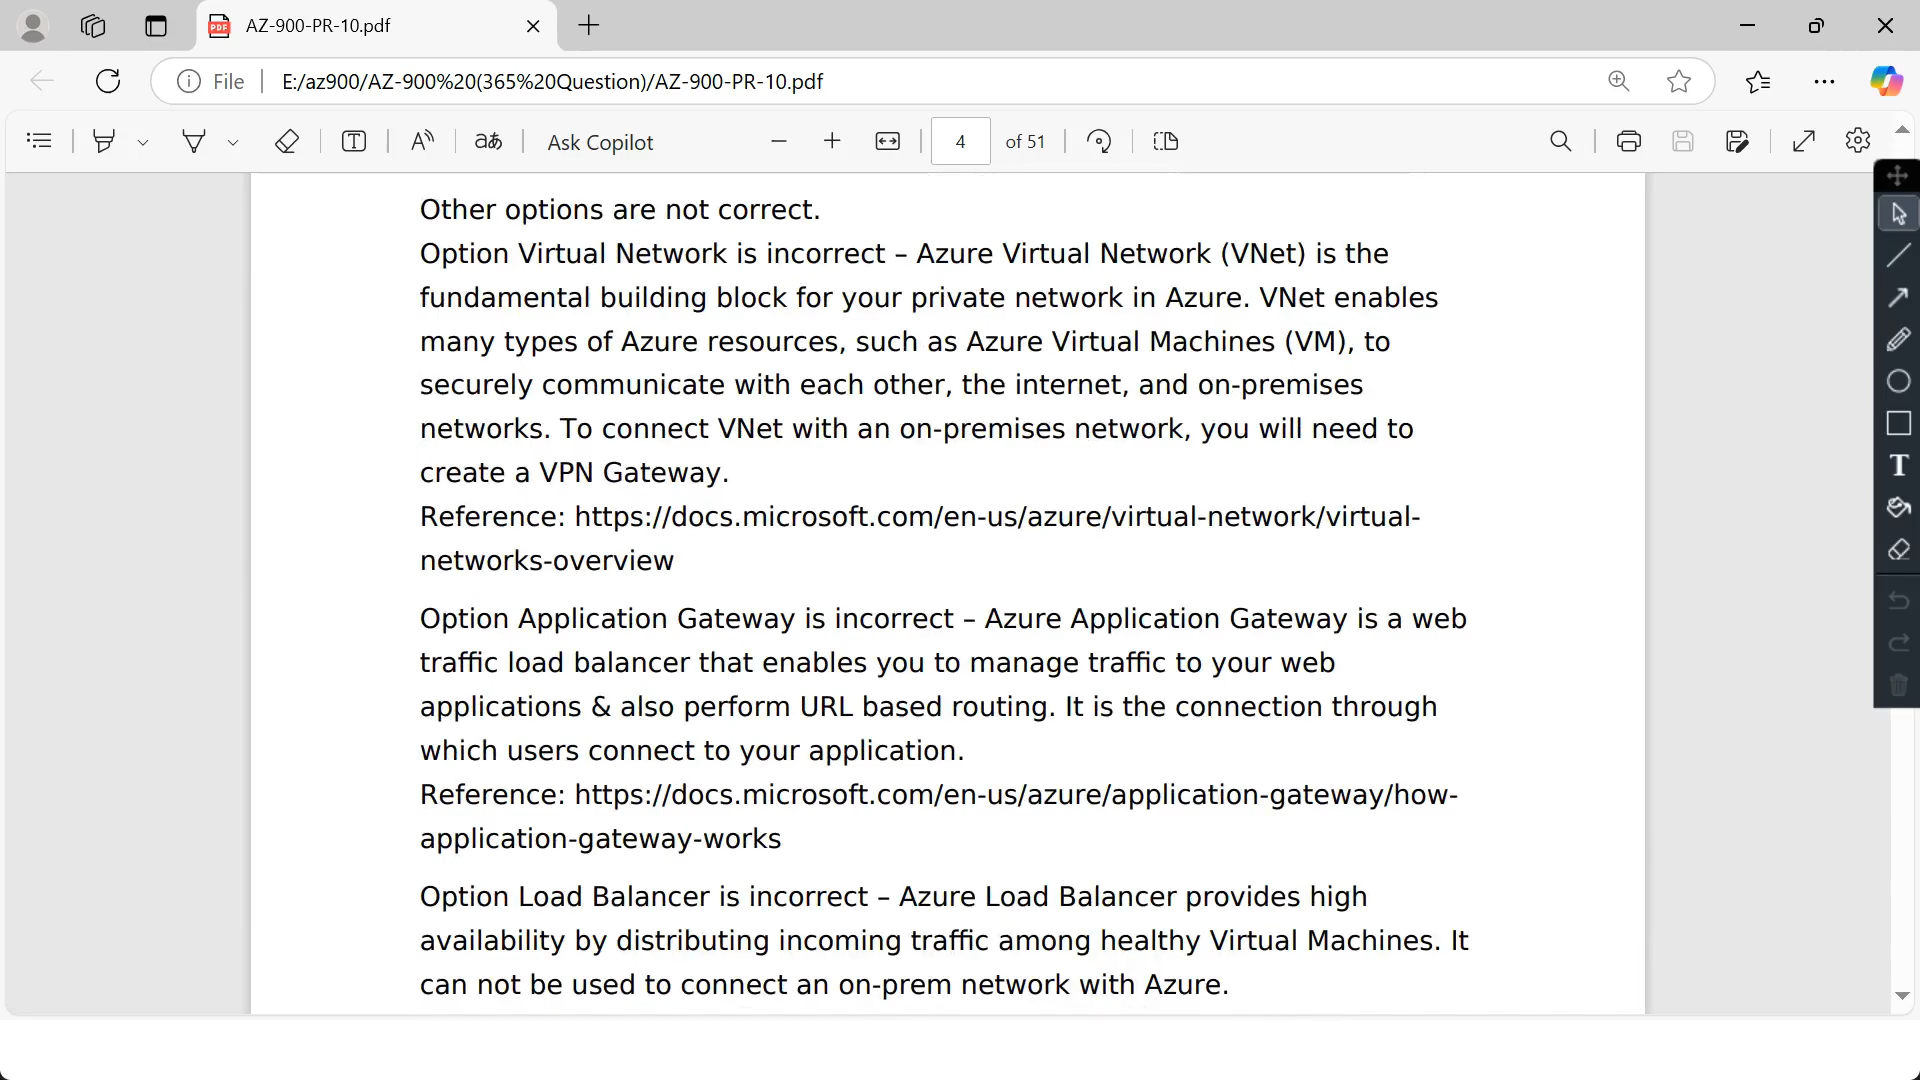 AZ-900-PR-10.pdf
File
E:/az900/AZ-900%20(365%20Question)/AZ-900-PR-10.pdf
Ask Copilot
4
of 51
Other options are not correct.
Option Virtual Network is incorrect – Azure Virtual Network (VNet) is the
fundamental building block for your private network in Azure. VNet enables
many types of Azure resources, such as Azure Virtual Machines (VM), to
securely communicate with each other, the internet, and on-premises
networks. To connect VNet with an on-premises network, you will need to
create a VPN Gateway.
Reference: https://docs.microsoft.com/en-us/azure/virtual-network/virtual-
networks-overview
Option Application Gateway is incorrect – Azure Application Gateway is a web
traffic load balancer that enables you to manage traffic to your web
applications & also perform URL based routing. It is the connection through
which users connect to your application.
Reference: https://docs.microsoft.com/en-us/azure/application-gateway/how-
application-gateway-works
Option Load Balancer is incorrect – Azure Load Balancer provides high
availability by distributing incoming traffic among healthy Virtual Machines. It
can not be used to connect an on-prem network with Azure.